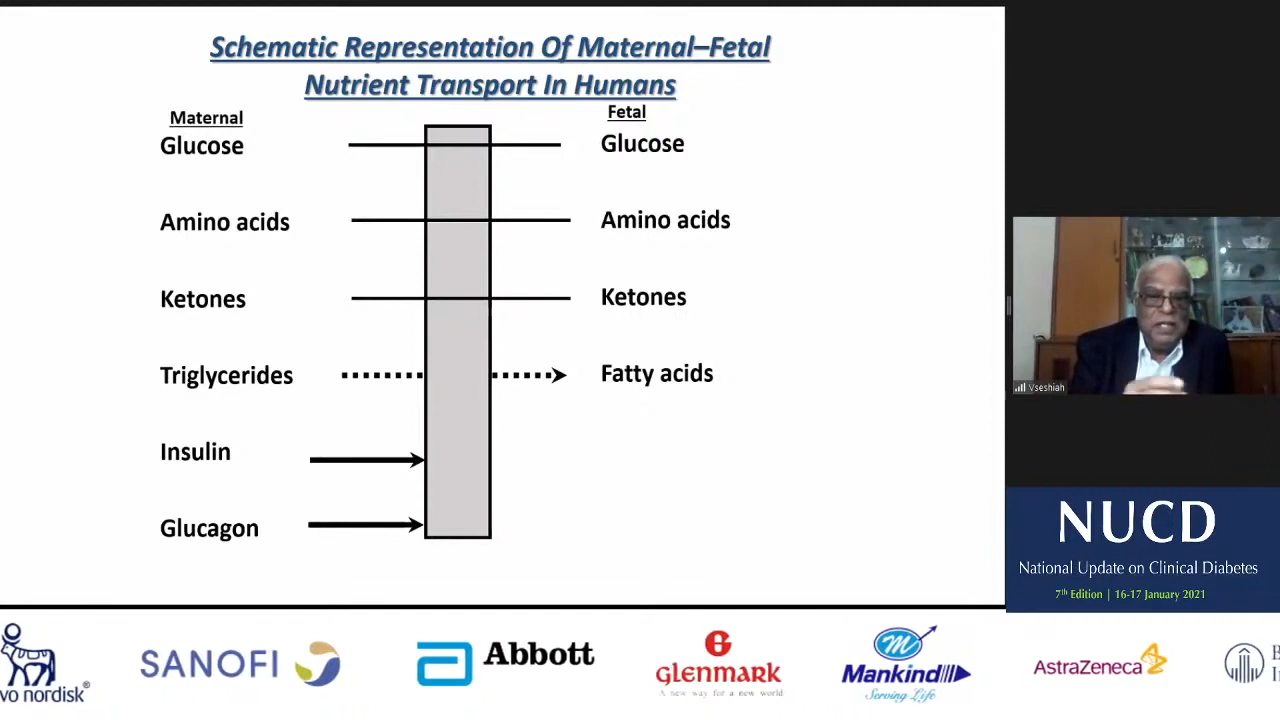 Schematic Representation Of Maternal–Fetal
Nutrient Transport In Humans
Maternal
Fetal
Glucose
Glucose
Amino acids
Amino acids
Ketones
Ketones
Triglycerides
Fatty acids
Insulin
Glucagon
Vseshiah
NUCD
National Update on Clinical Diabetes
7th Edition | 16-17 January 2021
vo nordisk®
SANOFI
Abbott
GLENMARK
A new way for a new world
Mankind
Serving Life
AstraZeneca